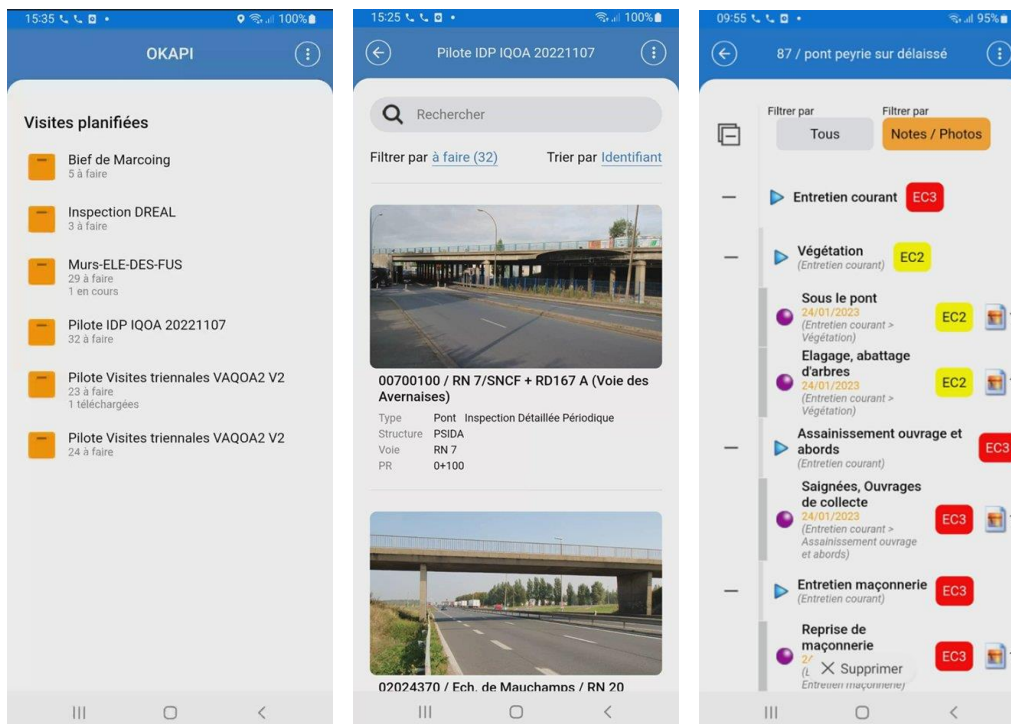 15:35
100%
OKAPI
Visites planifiées
Bief de Marcoing
5 à faire
Inspection DREAL
3 à faire
Murs-ELE-DES-FUS
29 à faire
1 en cours
Pilote IDP IQOA 20221107
32 à faire
Pilote Visites triennales VAQOA2 V2
23 à faire
1 téléchargées
Pilote Visites triennales VAQOA2 V2
24 à faire
15:25
100%
Pilote IDP IQOA 20221107
Rechercher
Filtrer par à faire (32) Trier par Identifiant
00700100 / RN 7/SNCF + RD167 A (Voie des
Avernaises)
Type Pont Inspection Détaillée Périodique
Structure PSIDA
Voie RN 7
PR 0+100
02024370 / Ech. de Mauchamps / RN 20
09:55
95%
87 / pont peyrie sur délaissé
Filtrer par Filtrer par
Tous Notes / Photos
Entretien courant EC3
Végétation
(Entretien courant) EC2
Sous le pont
24/01/2023
(Entretien courant > EC2
Végétation)
Elagage, abattage
d'arbres
24/01/2023 EC2
(Entretien courant >
Végétation)
Assainissement ouvrage et
abords EC3
(Entretien courant)
Saignées, Ouvrages
de collecte
24/01/2023 EC3
(Entretien courant >
Assainissement ouvrage
et abords)
Entretien maçonnerie EC3
(Entretien courant)
Reprise de
maçonnerie
EC3
Supprimer
Entretien maçonnerie)